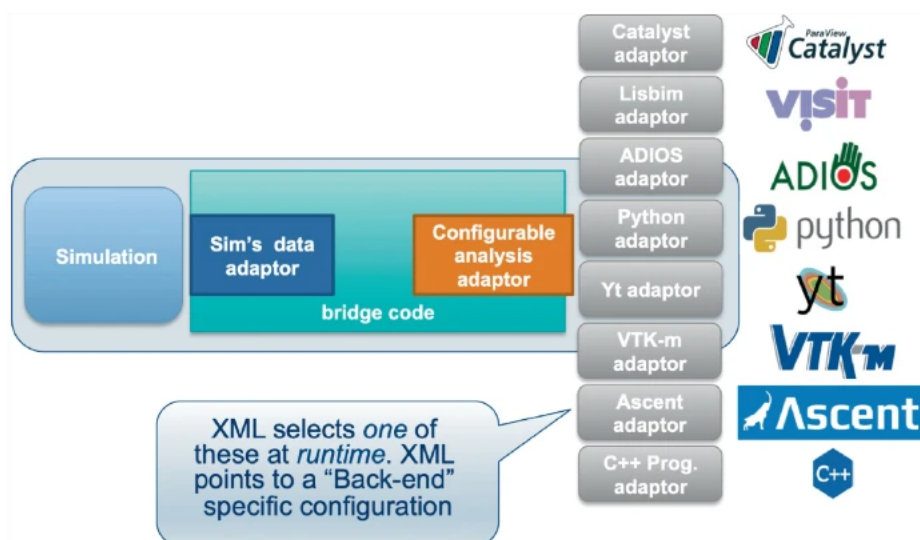 Catalyst
adaptor
ParaView
Catalyst
Lisbim
adaptor
VISIT
ADIOS
adaptor
ADIOS
Simulation
Sim's data
adaptor
Configurable
analysis
adaptor
bridge code
Python
adaptor
python
Yt adaptor
yt
VTK-m
adaptor
VTK-m
Ascent
adaptor
Ascent
C++ Prog.
adaptor
C++
XML selects one of
these at runtime. XML
points to a “Back-end”
specific configuration